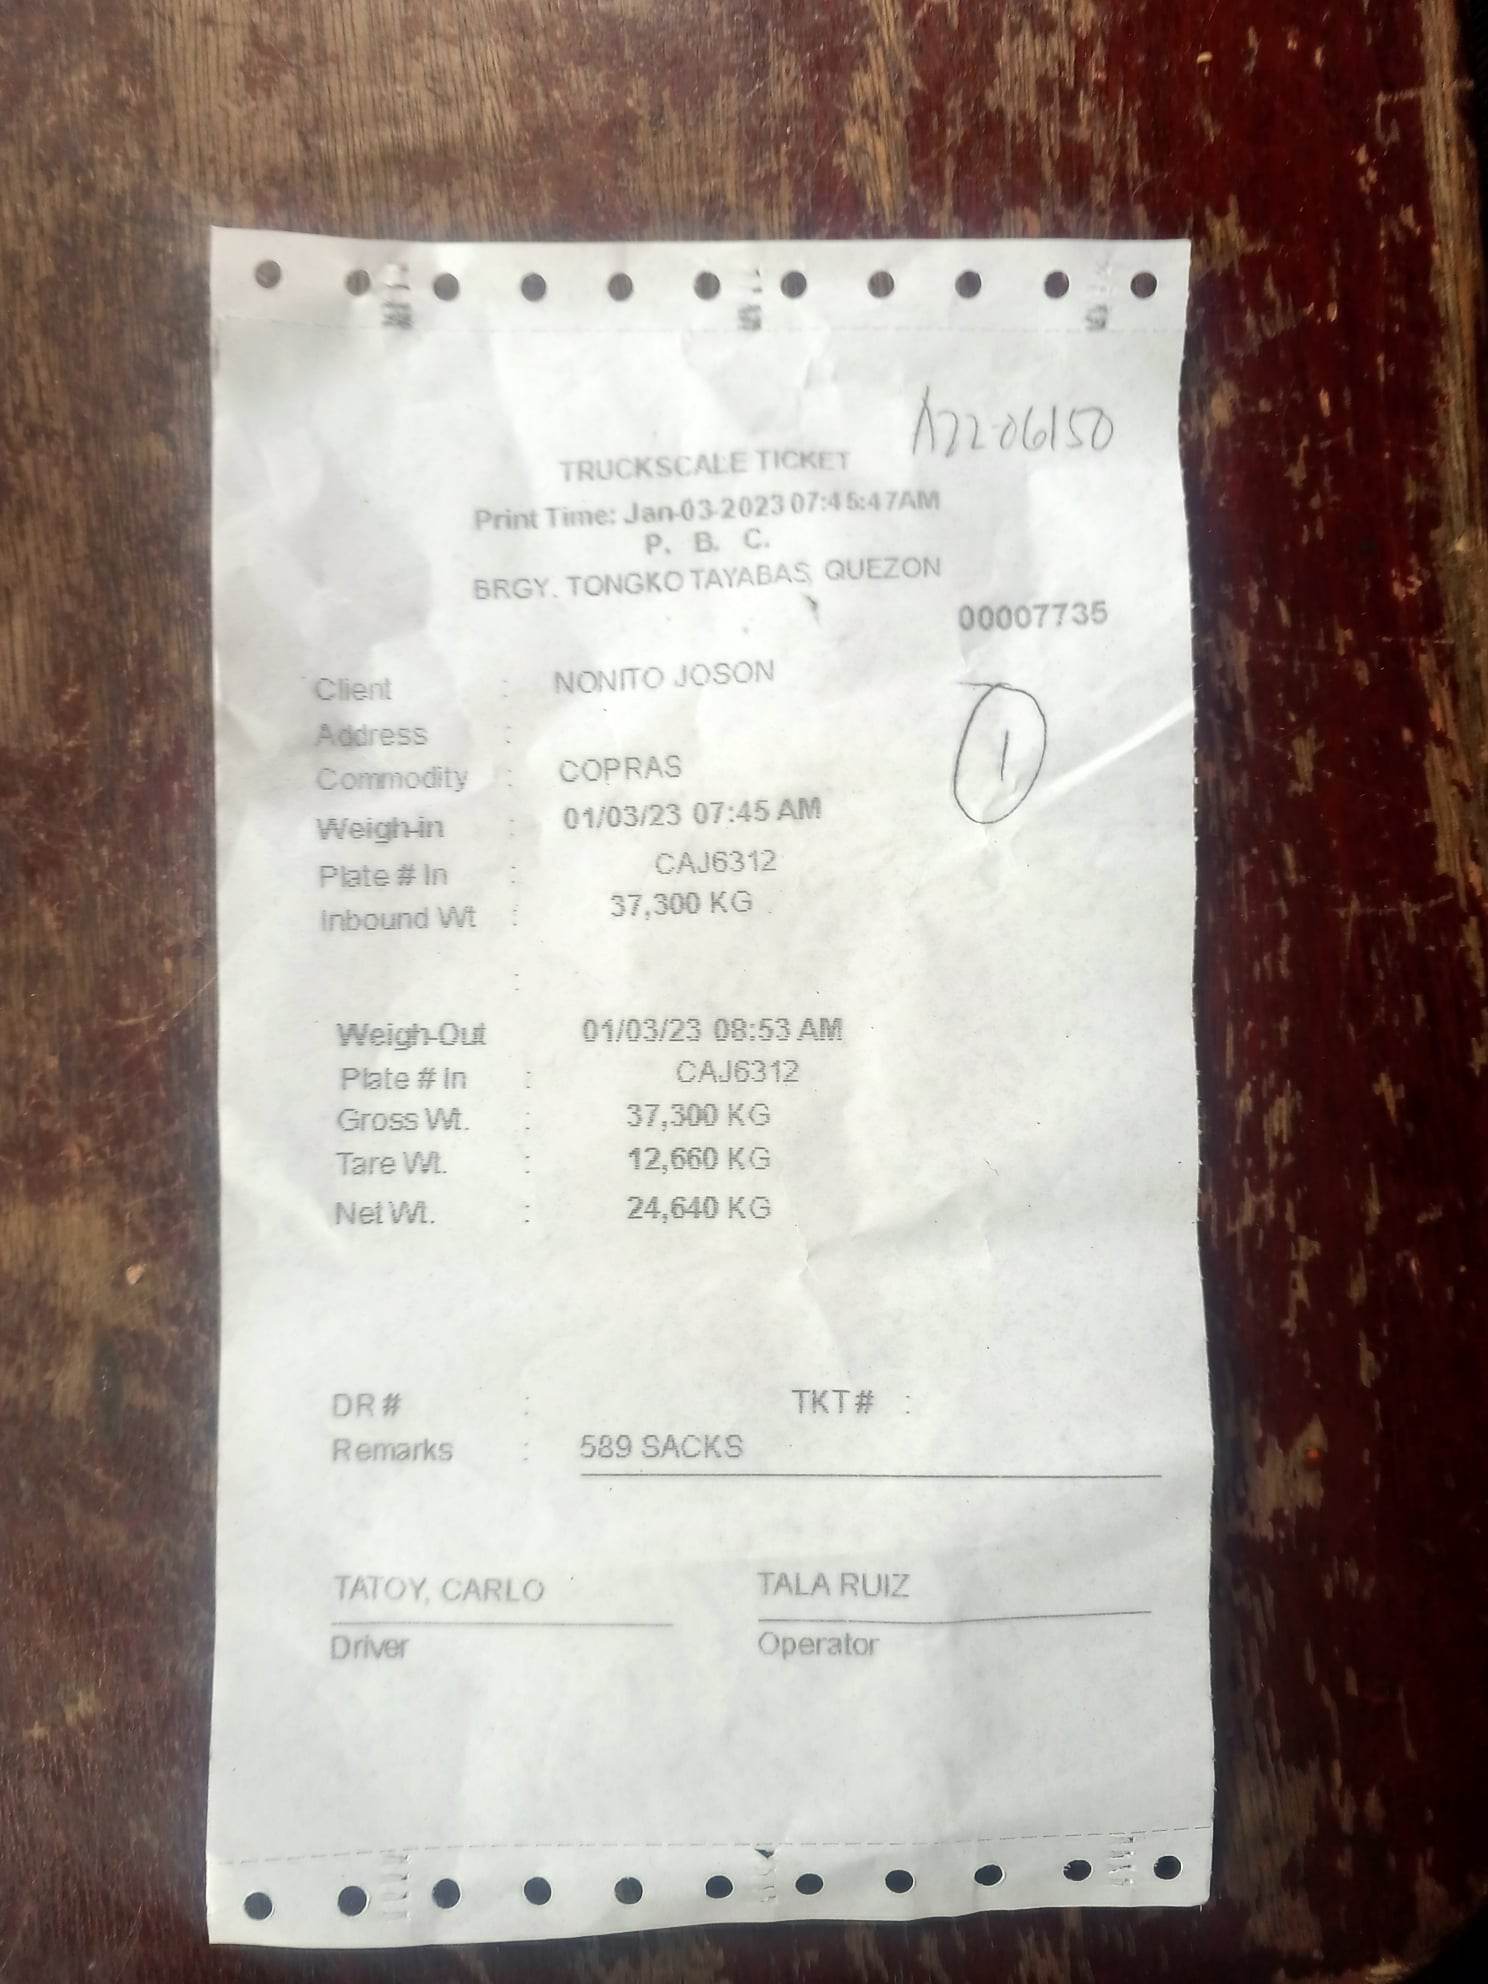 A22-06150
TRUCKSCALE TICKET
Print Time: Jan-03-2023 07:45:47AM
P. B. C.
BRGY. TONGKO TAYABAS, QUEZON
00007735
Client : NONITO JOSON
Address :
1
Commodity : COPRAS
Weigh-in : 01/03/23 07:45 AM
Plate # In : CAJ6312
Inbound Wt : 37,300 KG
:
Weigh-Out 01/03/23 08:53 AM
Plate # In : CAJ6312
Gross Wt. : 37,300 KG
Tare Wt. : 12,660 KG
Net Wt. : 24,640 KG
DR # : TKT # :
Remarks : 589 SACKS
TATOY, CARLO TALA RUIZ
Driver Operator